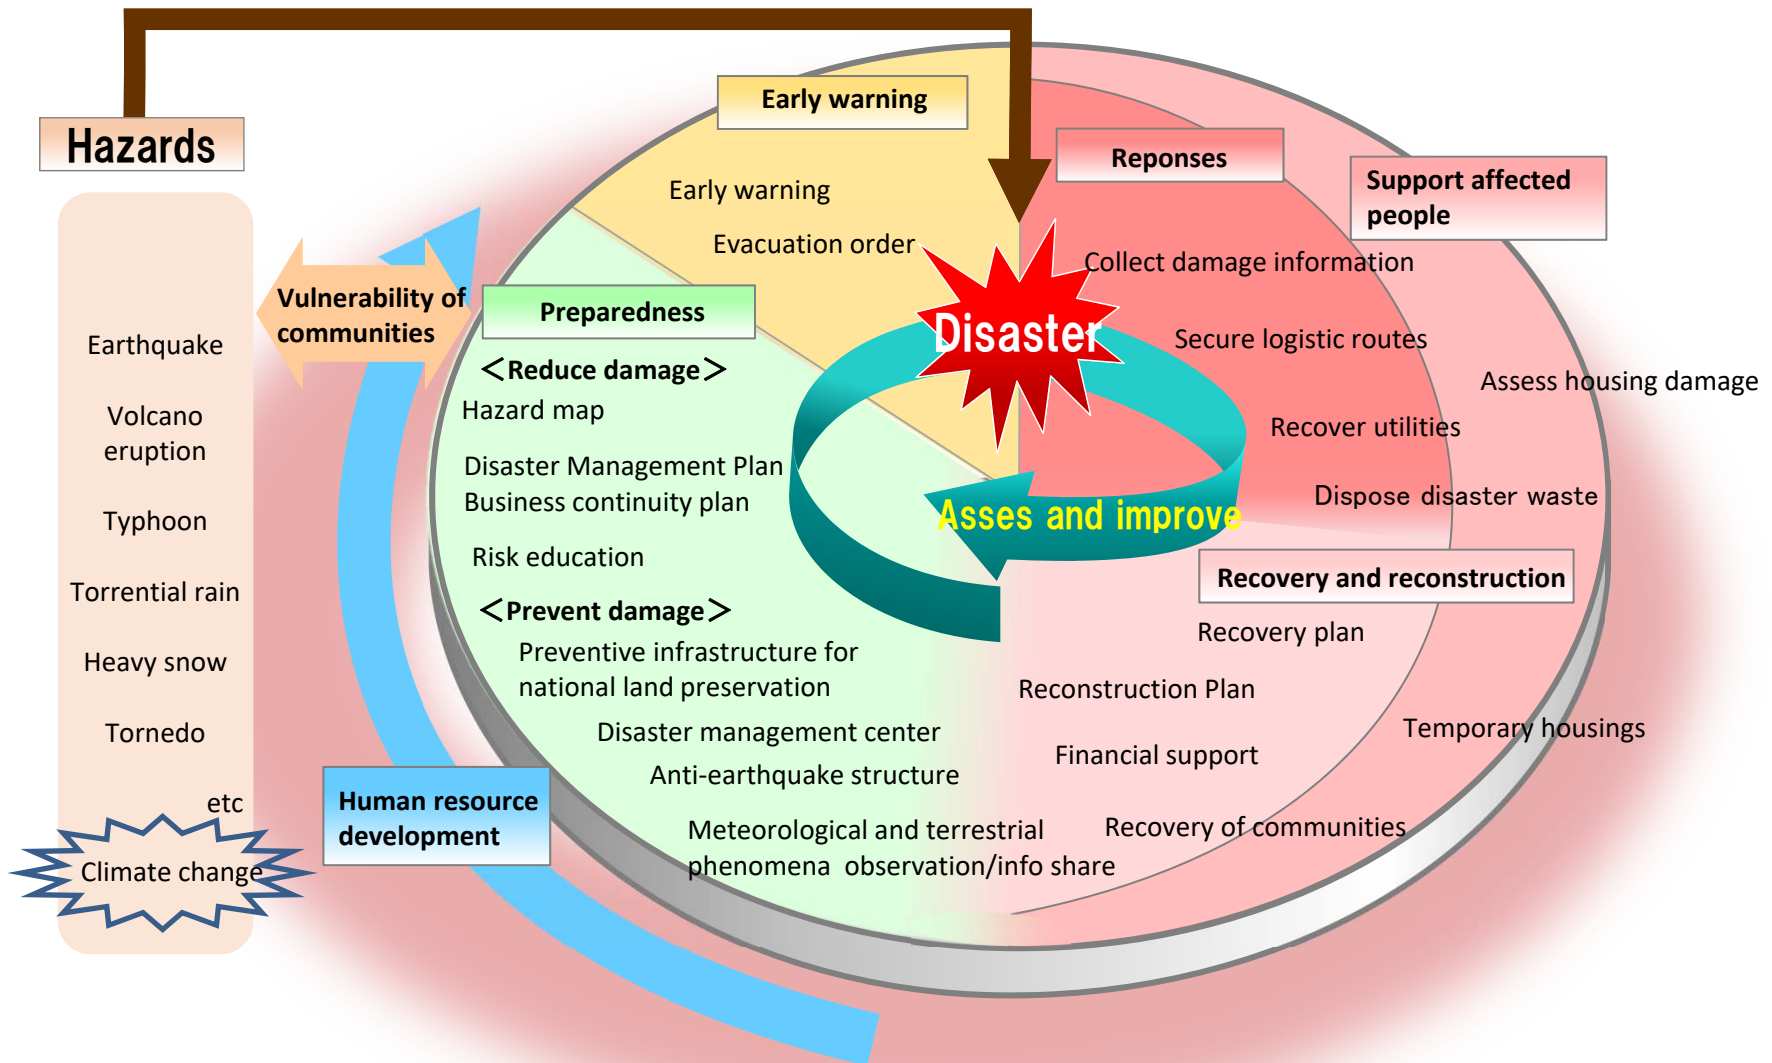 Hazards
Earthquake
Volcano
eruption
Typhoon
Torrential rain
Heavy snow
Tornedo
etc
Climate change
Vulnerability of
communities
Human resource
development
Early warning
Early warning
Evacuation order
Preparedness
＜Reduce damage＞
Hazard map
Disaster Management Plan
Business continuity plan
Risk education
＜Prevent damage＞
Preventive infrastructure for
national land preservation
Disaster management center
Anti-earthquake structure
Meteorological and terrestrial
phenomena observation/info share
Disaster
Asses and improve
Reponses
Collect damage information
Secure logistic routes
Recover utilities
Dispose disaster waste
Support affected
people
Assess housing damage
Temporary housings
Recovery and reconstruction
Recovery plan
Reconstruction Plan
Financial support
Recovery of communities